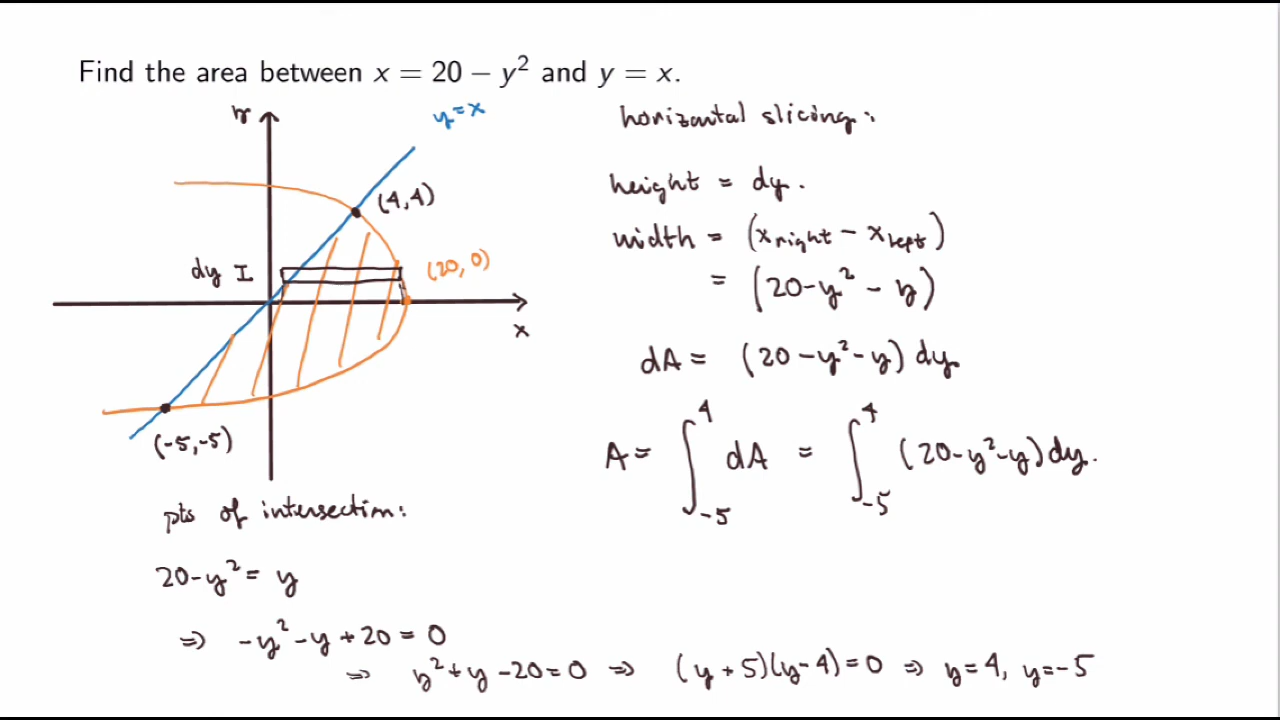 Find the area between x = 20 − y² and y = x.
y
y=x
(4,4)
dy
(20,0)
x
(-5,-5)
pts of intersection:
20-y² = y
⇒ -y² - y + 20 = 0
⇒ y² + y - 20 = 0 ⇒ (y+5)(y-4) = 0 ⇒ y=4, y=-5
horizontal slicing:
height = dy.
width = (x_right - x_left)
= (20-y² - y)
dA = (20-y²-y) dy
A = ∫_{-5}^{4} dA = ∫_{-5}^{4} (20-y²-y) dy.